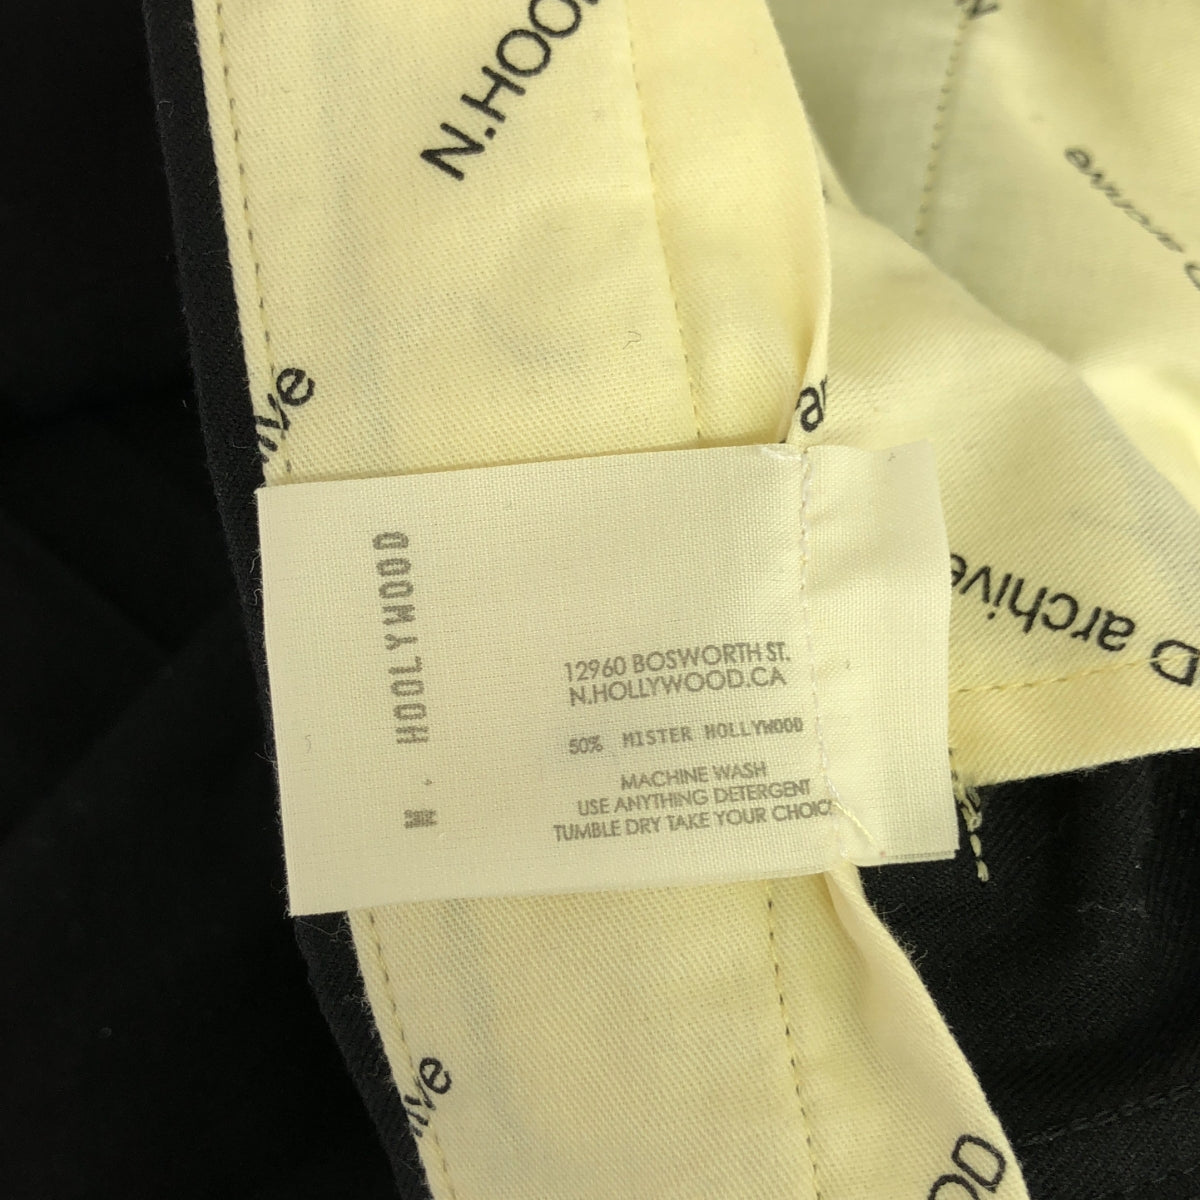 N.HOO
archive
D archive
N. HOOLYWOOD
12960 BOSWORTH ST.
N.HOLLYWOOD.CA
50% MISTER HOLLYWOOD
MACHINE WASH
USE ANYTHING DETERGENT
TUMBLE DRY TAKE YOUR CHOICE